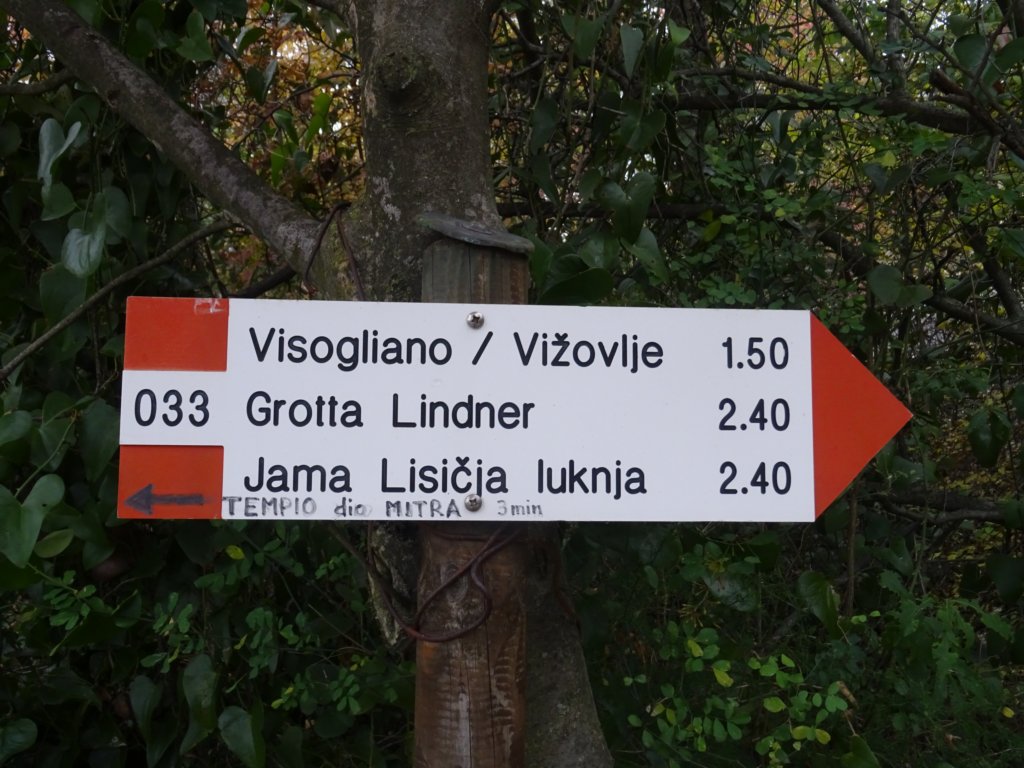 Visogliano / Vižovlje 1.50
033 Grotta Lindner 2.40
Jama Lisičja luknja 2.40
TEMPIO dio MITRA 3min